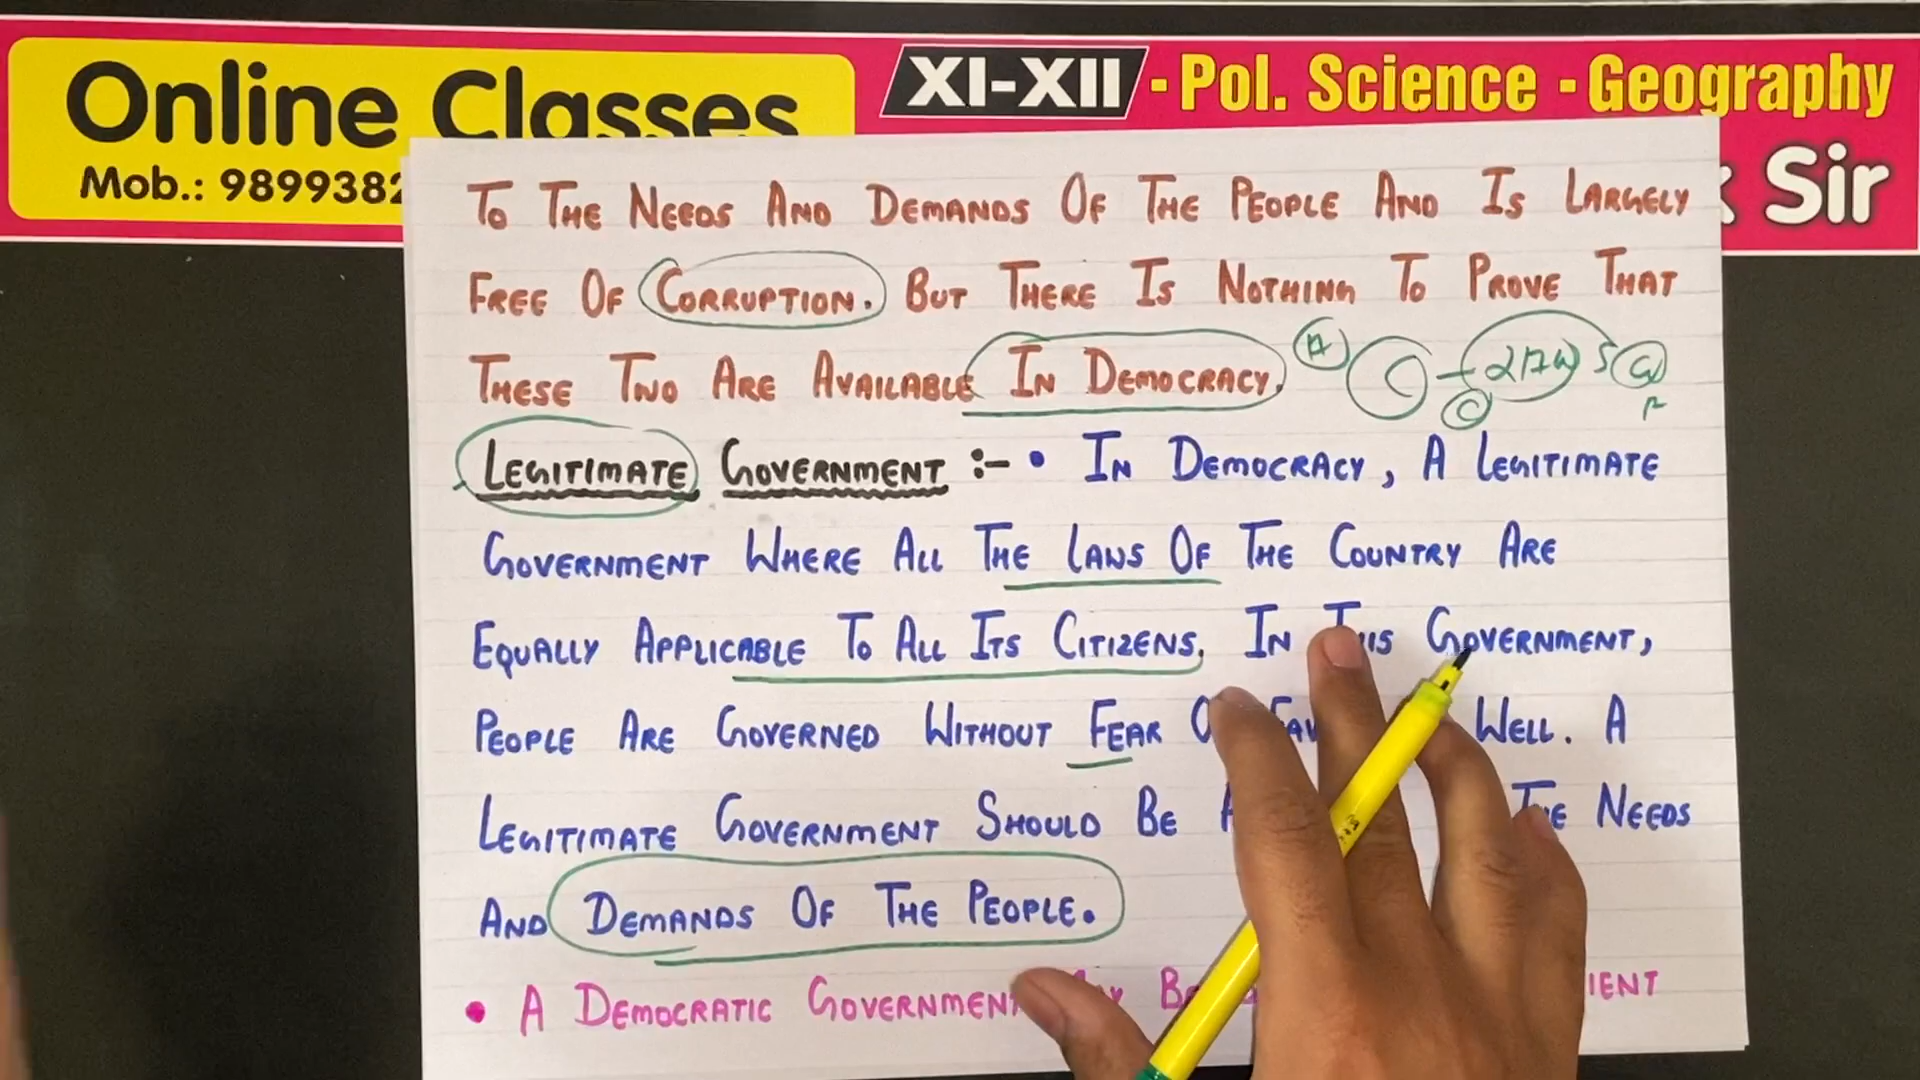 Online Classes
XI-XII - Pol. Science - Geography
Mob.: 989938
Sir
TO THE NEEDS AND DEMANDS OF THE PEOPLE AND IS LARGELY
FREE OF CORRUPTION. BUT THERE IS NOTHING TO PROVE THAT
THESE TWO ARE AVAILABLE IN DEMOCRACY.
LEGITIMATE GOVERNMENT :- • IN DEMOCRACY, A LEGITIMATE
GOVERNMENT WHERE ALL THE LAWS OF THE COUNTRY ARE
EQUALLY APPLICABLE TO ALL ITS CITIZENS. IN THIS GOVERNMENT,
PEOPLE ARE GOVERNED WITHOUT FEAR WELL. A
LEGITIMATE GOVERNMENT SHOULD BE THE NEEDS
AND DEMANDS OF THE PEOPLE.
• A DEMOCRATIC GOVERNMENT